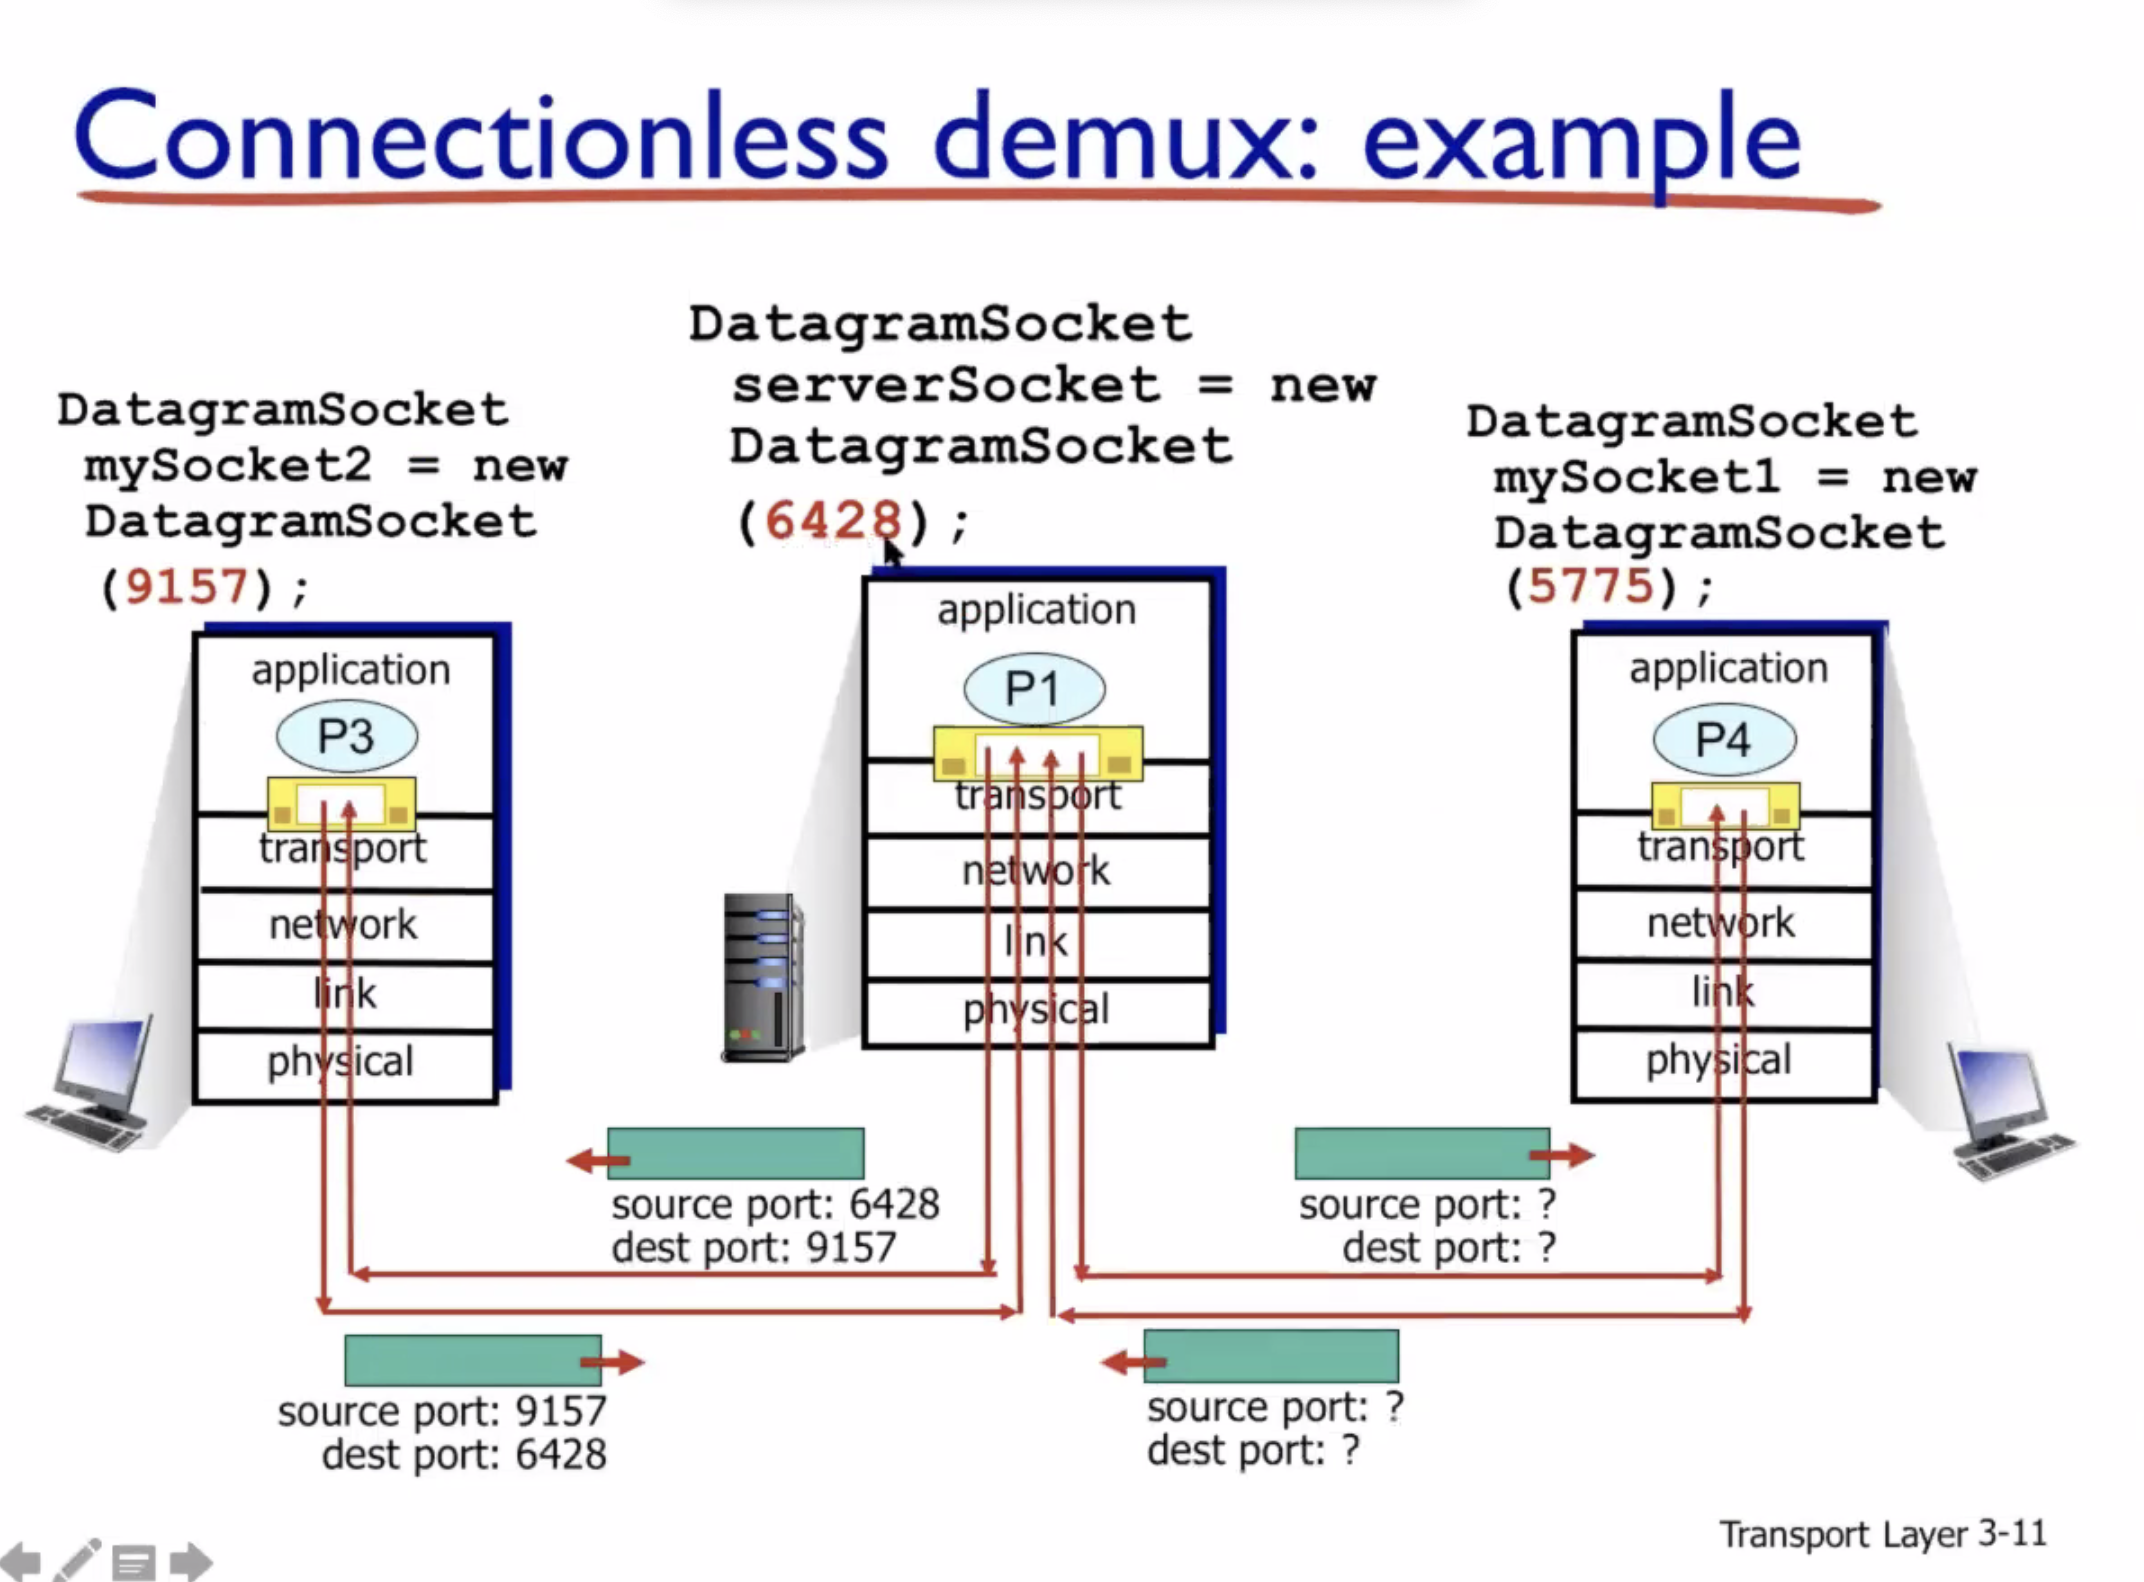 Connectionless demux: example
DatagramSocket
mySocket2 = new
DatagramSocket
(9157);
DatagramSocket
serverSocket = new
DatagramSocket
(6428);
DatagramSocket
mySocket1 = new
DatagramSocket
(5775);
application
P3
transport
network
link
physical
application
P1
transport
network
link
physical
application
P4
transport
network
link
physical
source port: 6428
dest port: 9157
source port: ?
dest port: ?
source port: 9157
dest port: 6428
source port: ?
dest port: ?
Transport Layer 3-11